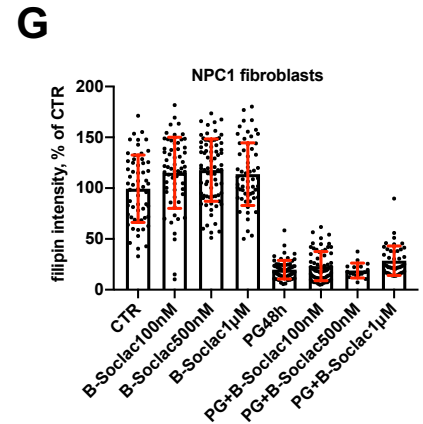 G
NPC1 fibroblasts
filipin intensity, % of CTR
200
150
100
50
0
CTR
B-Soclac100nM
B-Soclac500nM
B-Soclac1µM
PG48h
PG+B-Soclac100nM
PG+B-Soclac500nM
PG+B-Soclac1µM